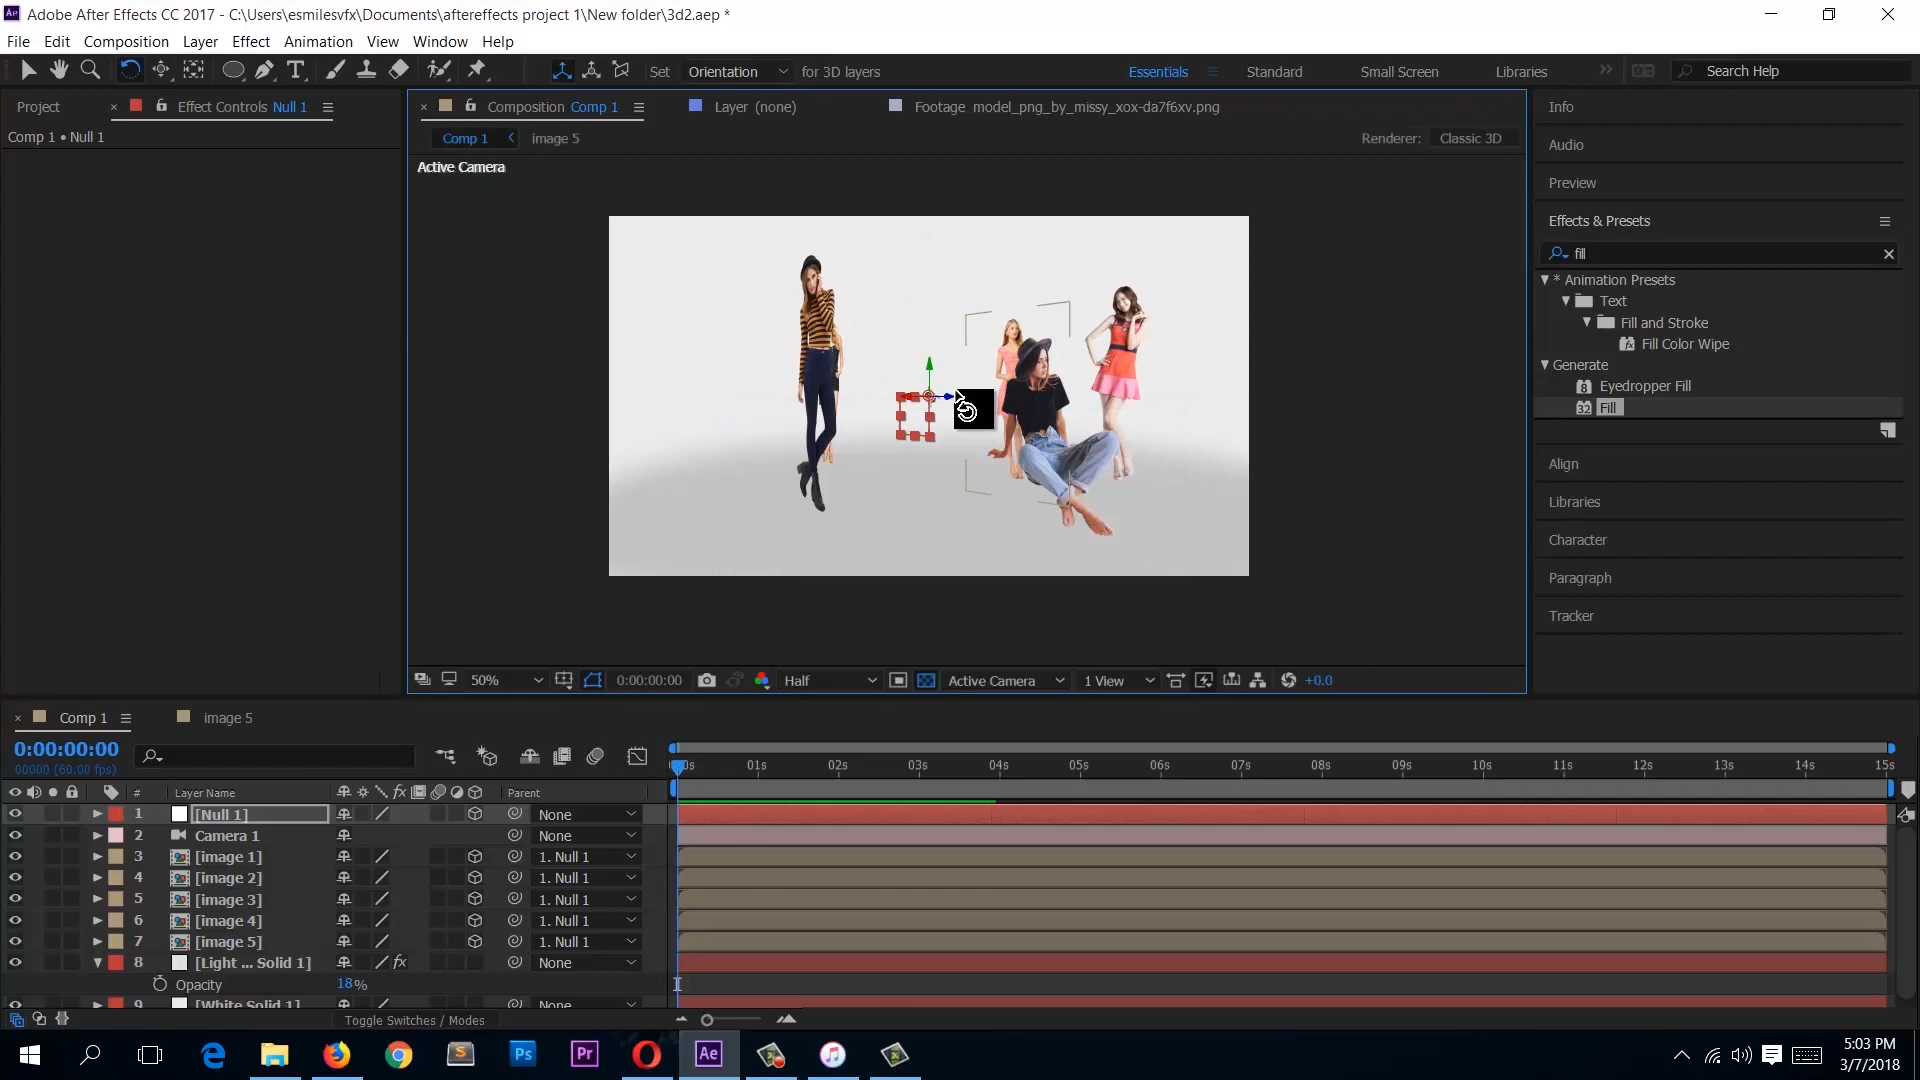 Adobe After Effects CC 2017 - C:\Users\esmilesvfx\Documents\aftereffects project 1\New folder\3d2.aep *
File Edit Composition Layer Effect Animation View Window Help
Set Orientation for 3D layers Essentials Standard Small Screen Libraries Search Help
Project Effect Controls Null 1 Composition Comp 1 Layer (none) Footage model_png_by_missy_xox-da7f6xv.png Info
Comp 1 • Null 1 Comp 1 image 5 Renderer: Classic 3D Audio
Active Camera
Preview
Effects & Presets
fill
* Animation Presets
Text
Fill and Stroke
Fill Color Wipe
Generate
Eyedropper Fill
Fill
Align
Libraries
Character
Paragraph
Tracker
50% 0:00:00:00 Half Active Camera 1 View +0.0
Comp 1 image 5
0:00:00:00
00000 (60.00 fps) 01s 02s 03s 04s 05s 06s 07s 08s 09s 10s 11s 12s 13s 14s 15s
# Layer Name Parent
1 [Null 1] None
2 Camera 1 None
3 [image 1] 1. Null 1
4 [image 2] 1. Null 1
5 [image 3] 1. Null 1
6 [image 4] 1. Null 1
7 [image 5] 1. Null 1
8 [Light ... Solid 1] fx None
Opacity 18%
9 [White Solid 1] None
Toggle Switches / Modes
Ps Pr Ae
5:03 PM
3/7/2018